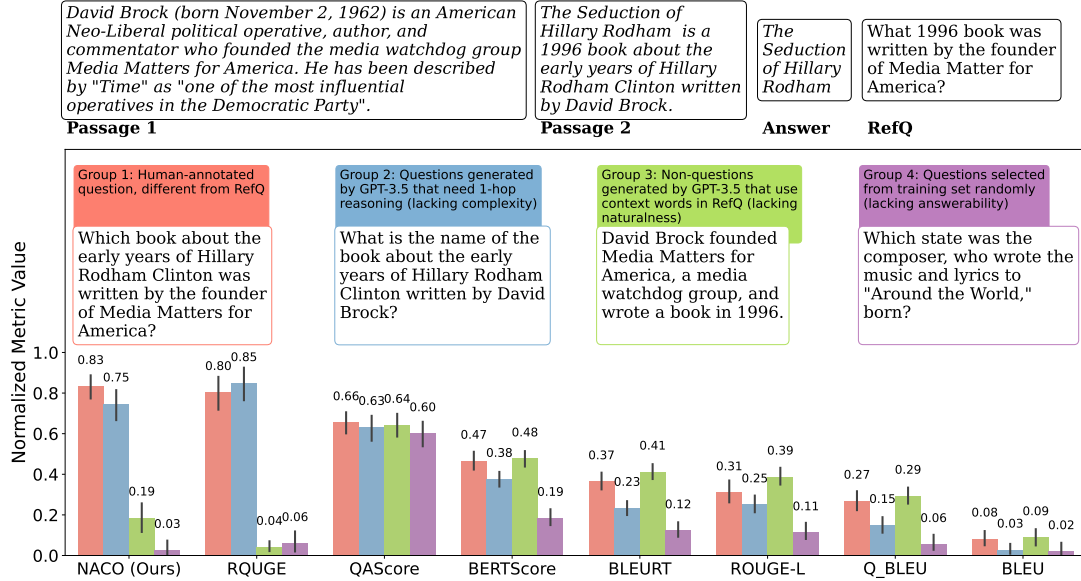 David Brock (born November 2, 1962) is an American
Neo-Liberal political operative, author, and
commentator who founded the media watchdog group
Media Matters for America. He has been described
by "Time" as "one of the most influential
operatives in the Democratic Party".
Passage 1
The Seduction of
Hillary Rodham is a
1996 book about the
early years of Hillary
Rodham Clinton written
by David Brock.
Passage 2
The
Seduction
of Hillary
Rodham
Answer
What 1996 book was
written by the founder
of Media Matter for
America?
RefQ
Group 1: Human-annotated
question, different from RefQ
Which book about the
early years of Hillary
Rodham Clinton was
written by the founder
of Media Matters for
America?
Group 2: Questions generated
by GPT-3.5 that need 1-hop
reasoning (lacking complexity)
What is the name of the
book about the early
years of Hillary Rodham
Clinton written by David
Brock?
Group 3: Non-questions
generated by GPT-3.5 that use
context words in RefQ (lacking
naturalness)
David Brock founded
Media Matters for
America, a media
watchdog group, and
wrote a book in 1996.
Group 4: Questions selected
from training set randomly
(lacking answerability)
Which state was the
composer, who wrote the
music and lyrics to
"Around the World,"
born?
Normalized Metric Value
1.0
0.8
0.6
0.4
0.2
0.0
0.83 0.75 0.19 0.03
0.80 0.85 0.04 0.06
0.66 0.63 0.64 0.60
0.47 0.38 0.48 0.19
0.37 0.23 0.41 0.12
0.31 0.25 0.39 0.11
0.27 0.15 0.29 0.06
0.08 0.03 0.09 0.02
NACO (Ours) RQUGE QAScore BERTScore BLEURT ROUGE-L Q_BLEU BLEU